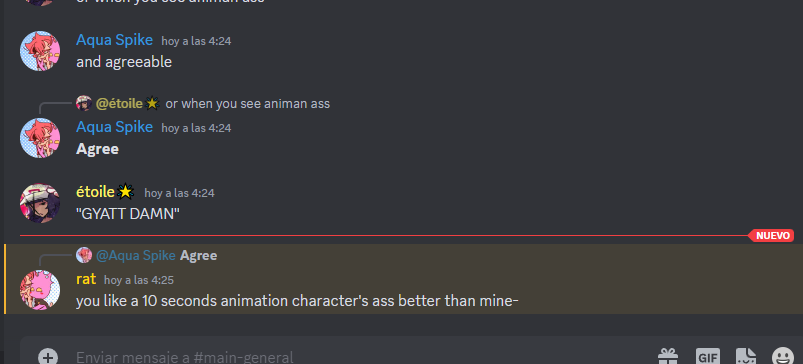 or when you see animan ass
Aqua Spike hoy a las 4:24
and agreeable
@étoile or when you see animan ass
Aqua Spike hoy a las 4:24
Agree
étoile hoy a las 4:24
"GYATT DAMN"
NUEVO
@Aqua Spike Agree
rat hoy a las 4:25
you like a 10 seconds animation character's ass better than mine-
Enviar mensaje a #main-general
GIF